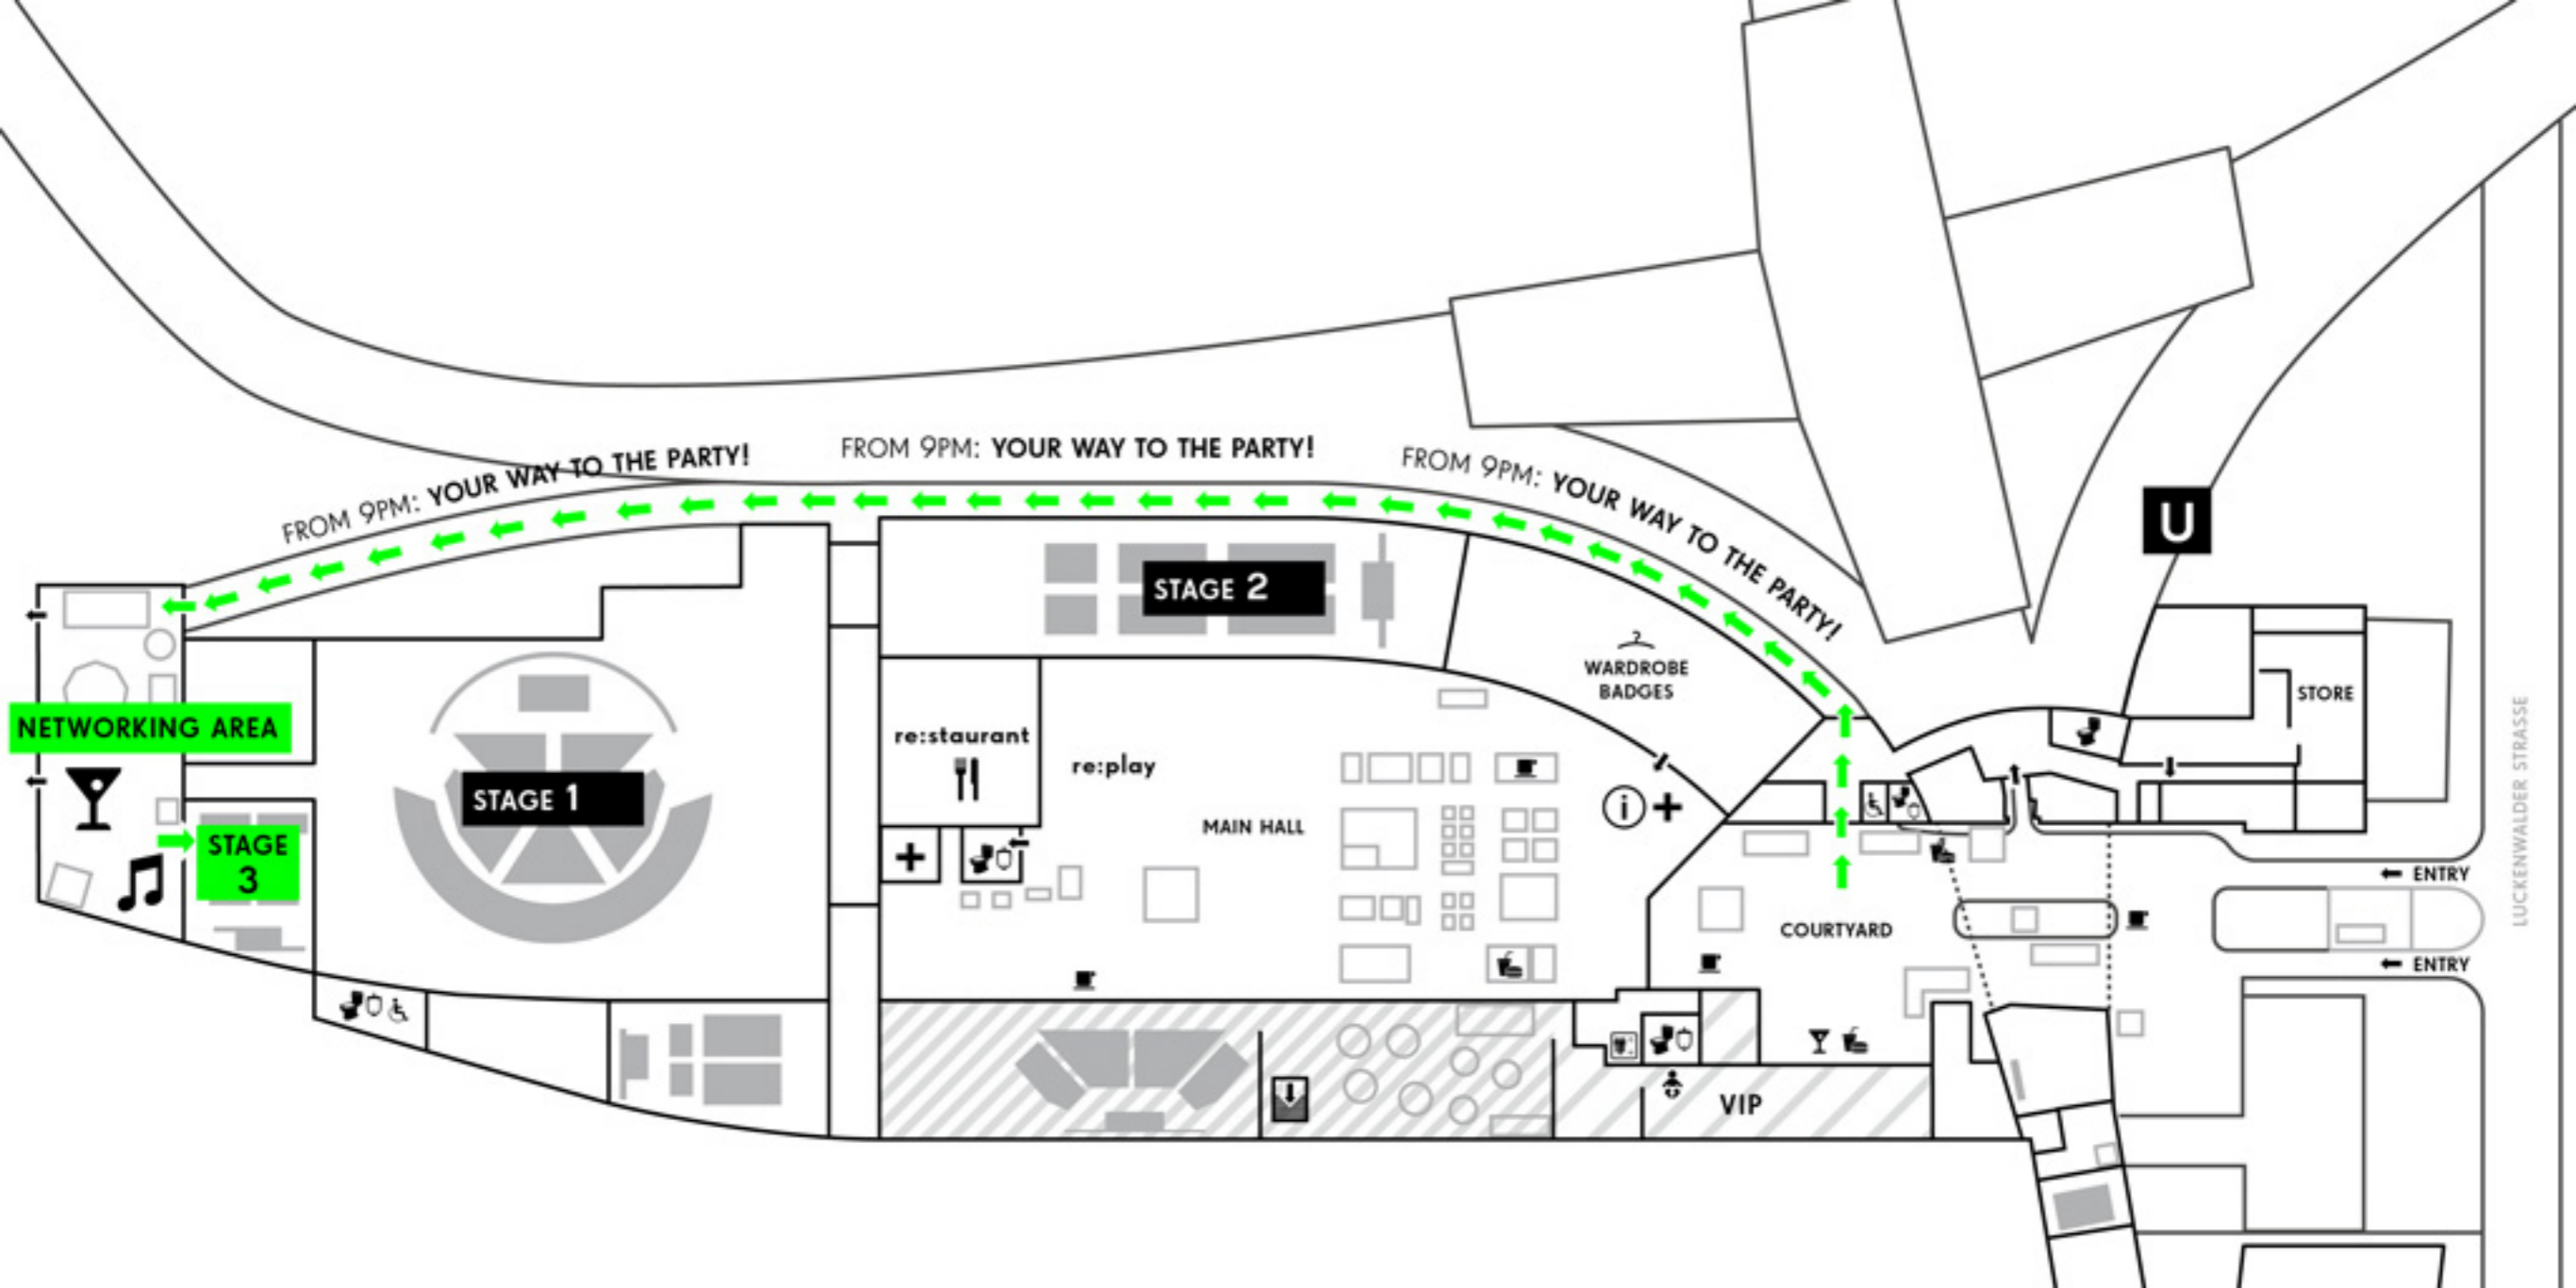 FROM 9PM: YOUR WAY TO THE PARTY!
FROM 9PM: YOUR WAY TO THE PARTY!
FROM 9PM: YOUR WAY TO THE PARTY!
U
STAGE 2
WARDROBE
BADGES
STORE
NETWORKING AREA
re:staurant
re:play
STAGE 1
i
MAIN HALL
STAGE
3
ENTRY
COURTYARD
ENTRY
LUCKENWALDER STRASSE
VIP